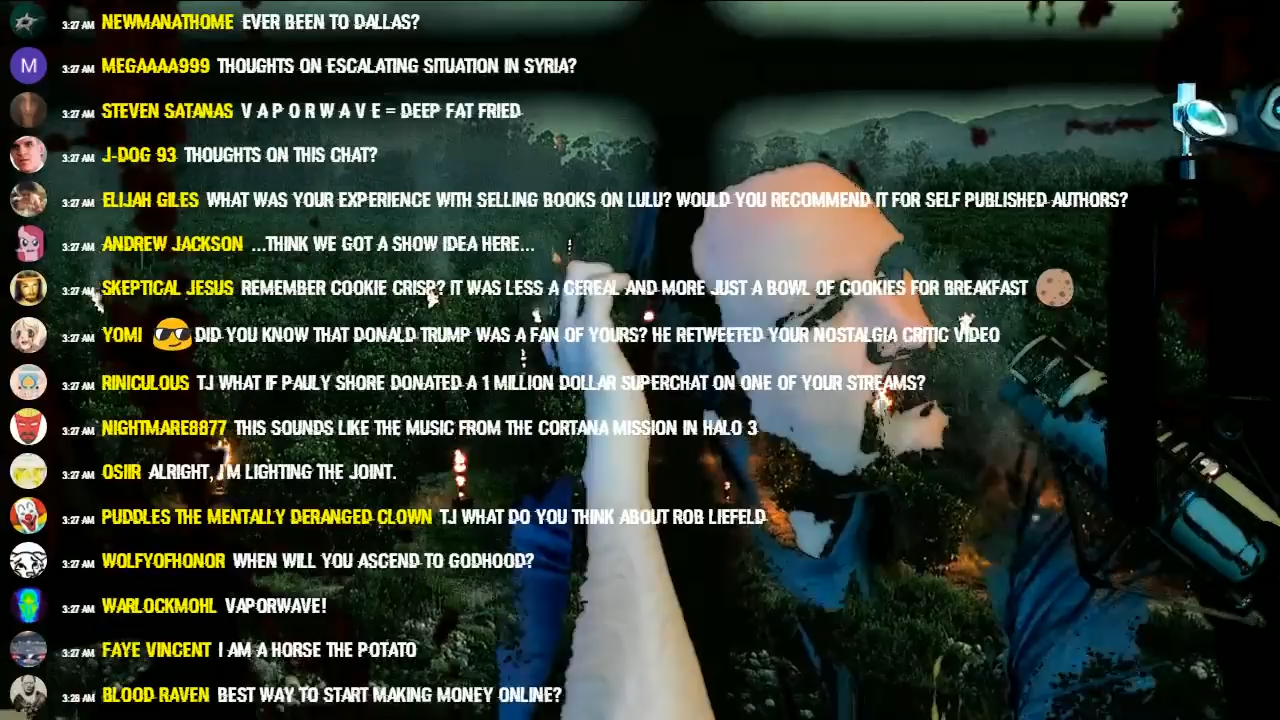 3:27 AM NEWMANATHOME EVER BEEN TO DALLAS?
M 3:27 AM MEGAAAA999 THOUGHTS ON ESCALATING SITUATION IN SYRIA?
3:27 AM STEVEN SATANAS V A P O R W A V E = DEEP FAT FRIED
3:27 AM J-DOG 93 THOUGHTS ON THIS CHAT?
3:27 AM ELIJAH GILES WHAT WAS YOUR EXPERIENCE WITH SELLING BOOKS ON LULU? WOULD YOU RECOMMEND IT FOR SELF PUBLISHED AUTHORS?
3:27 AM ANDREW JACKSON ...THINK WE GOT A SHOW IDEA HERE...
3:27 AM SKEPTICAL JESUS REMEMBER COOKIE CRISP? IT WAS LESS A CEREAL AND MORE JUST A BOWL OF COOKIES FOR BREAKFAST 🍪
3:27 AM YOMI 😎 DID YOU KNOW THAT DONALD TRUMP WAS A FAN OF YOURS? HE RETWEETED YOUR NOSTALGIA CRITIC VIDEO
3:27 AM RINICULOUS TJ WHAT IF PAULY SHORE DONATED A 1 MILLION DOLLAR SUPERCHAT ON ONE OF YOUR STREAMS?
3:27 AM NIGHTMARE8877 THIS SOUNDS LIKE THE MUSIC FROM THE CORTANA MISSION IN HALO 3
3:27 AM OSIIR ALRIGHT, I'M LIGHTING THE JOINT.
3:27 AM PUDDLES THE MENTALLY DERANGED CLOWN TJ WHAT DO YOU THINK ABOUT ROB LIEFELD
3:27 AM WOLFYOFHONOR WHEN WILL YOU ASCEND TO GODHOOD?
3:27 AM WARLOCKMOHL VAPORWAVE!
3:27 AM FAYE VINCENT I AM A HORSE THE POTATO
3:28 AM BLOOD RAVEN BEST WAY TO START MAKING MONEY ONLINE?